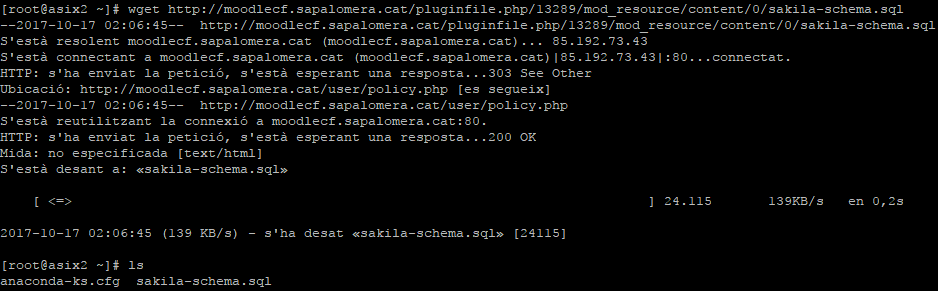 [root@asix2 ~]# wget http://moodlecf.sapalomera.cat/pluginfile.php/13289/mod_resource/content/0/sakila-schema.sql
--2017-10-17 02:06:45--  http://moodlecf.sapalomera.cat/pluginfile.php/13289/mod_resource/content/0/sakila-schema.sql
S'està resolent moodlecf.sapalomera.cat (moodlecf.sapalomera.cat)... 85.192.73.43
S'està connectant a moodlecf.sapalomera.cat (moodlecf.sapalomera.cat)|85.192.73.43|:80...connectat.
HTTP: s'ha enviat la petició, s'està esperant una resposta...303 See Other
Ubicació: http://moodlecf.sapalomera.cat/user/policy.php [es segueix]
--2017-10-17 02:06:45--  http://moodlecf.sapalomera.cat/user/policy.php
S'està reutilitzant la connexió a moodlecf.sapalomera.cat:80.
HTTP: s'ha enviat la petició, s'està esperant una resposta...200 OK
Mida: no especificada [text/html]
S'està desant a: «sakila-schema.sql»
[ <=> ] 24.115 139KB/s en 0,2s
2017-10-17 02:06:45 (139 KB/s) - s'ha desat «sakila-schema.sql» [24115]
[root@asix2 ~]# ls
anaconda-ks.cfg  sakila-schema.sql